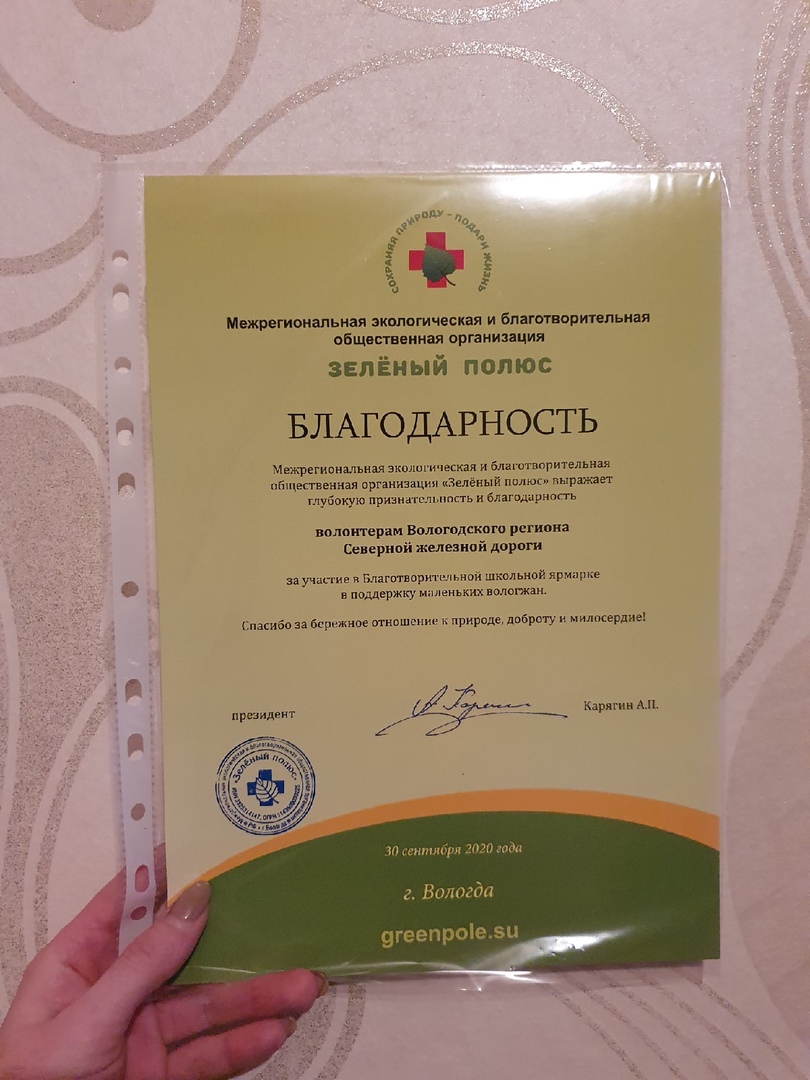 СОХРАНЯЯ ПРИРОДУ - ПОДАРИ ЖИЗНЬ
Межрегиональная экологическая и благотворительная
общественная организация
ЗЕЛЁНЫЙ ПОЛЮС
БЛАГОДАРНОСТЬ
Межрегиональная экологическая и благотворительная
общественная организация «Зелёный полюс» выражает
глубокую признательность и благодарность
волонтерам Вологодского региона
Северной железной дороги
за участие в Благотворительной школьной ярмарке
в поддержку маленьких вологжан.
Спасибо за бережное отношение к природе, доброту и милосердие!
президент
Карягин А.П.
«Зелёный полюс»
30 сентября 2020 года
г. Вологда
greenpole.su